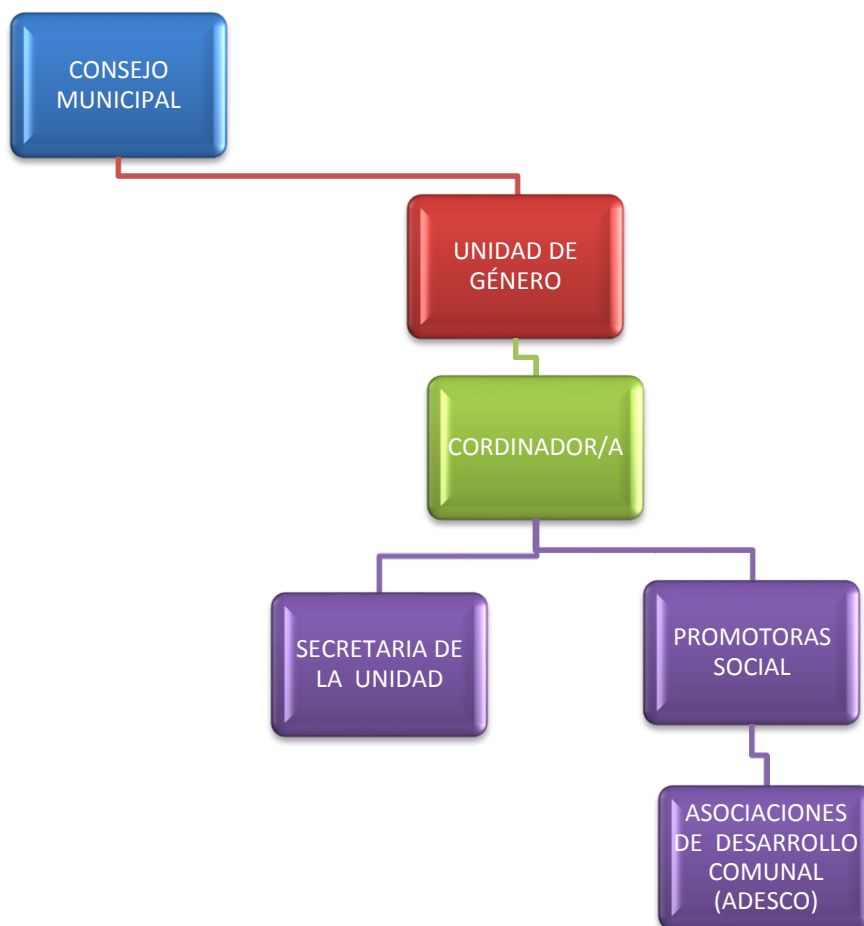 CONSEJO
MUNICIPAL
UNIDAD DE
GÉNERO
CORDINADOR/A
SECRETARIA DE
LA UNIDAD
PROMOTORAS
SOCIAL
ASOCIACIONES
DE DESARROLLO
COMUNAL
(ADESCO)